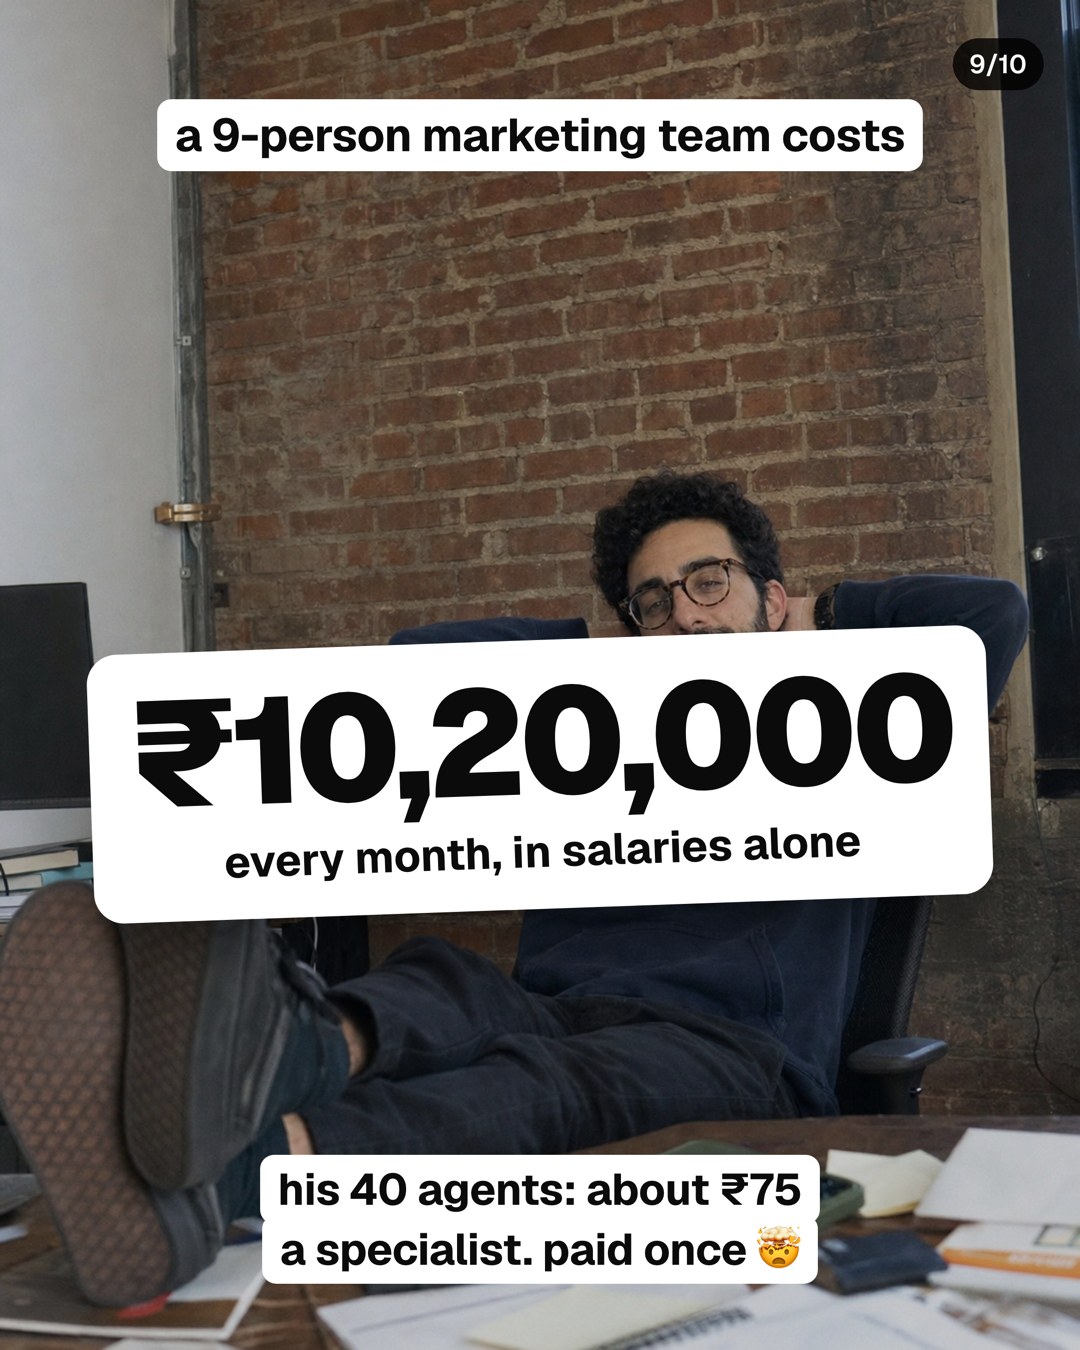 9/10
a 9-person marketing team costs
₹10,20,000
every month, in salaries alone
his 40 agents: about ₹75
a specialist. paid once 🤯